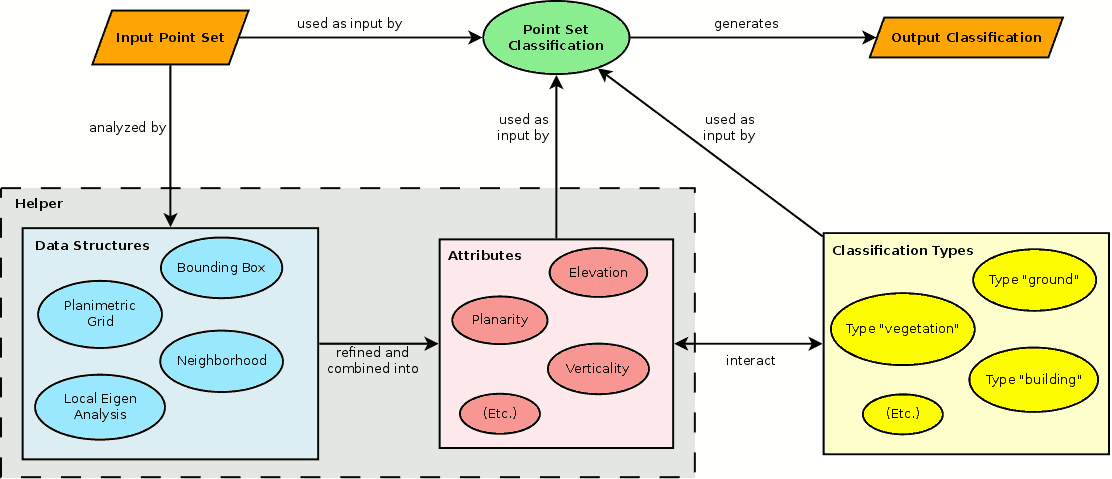 Input Point Set
used as input by
Point Set
Classification
generates
Output Classification
analyzed by
used as
input by
used as
input by
Helper
Data Structures
Bounding Box
Planimetric
Grid
Neighborhood
Local Eigen
Analysis
refined and
combined into
Attributes
Elevation
Planarity
Verticality
(Etc.)
interact
Classification Types
Type "ground"
Type "vegetation"
Type "building"
(Etc.)